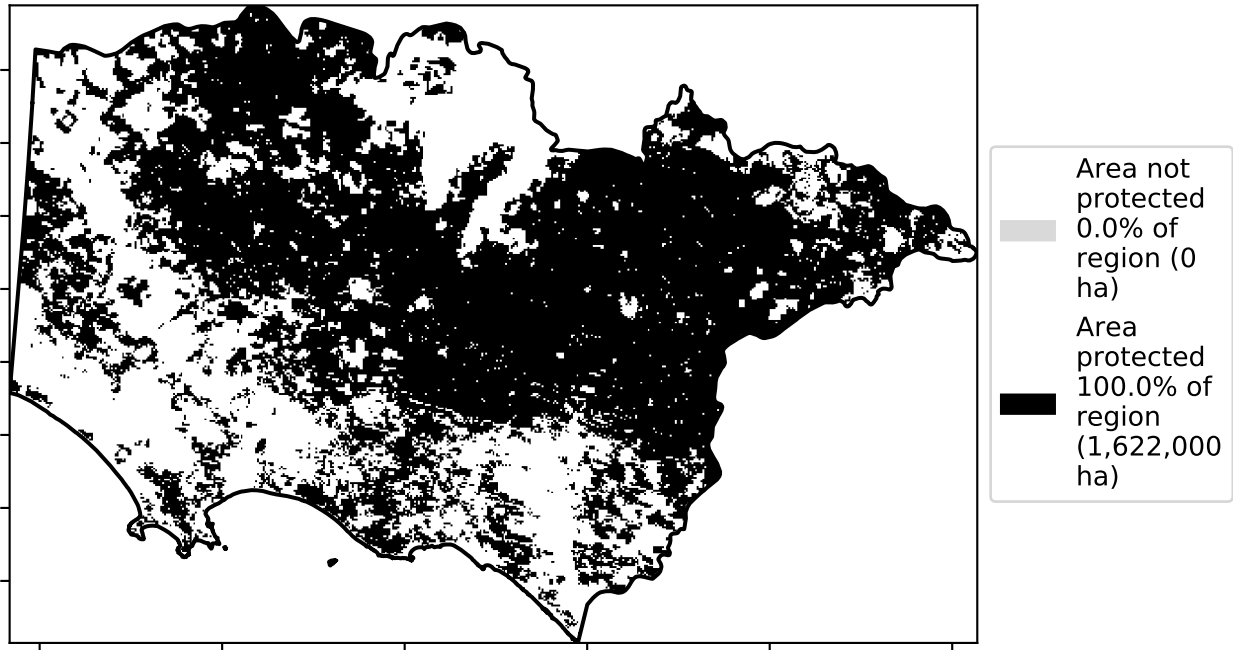 Area not
protected
0.0% of
region (0
ha)
Area
protected
100.0% of
region
(1,622,000
ha)